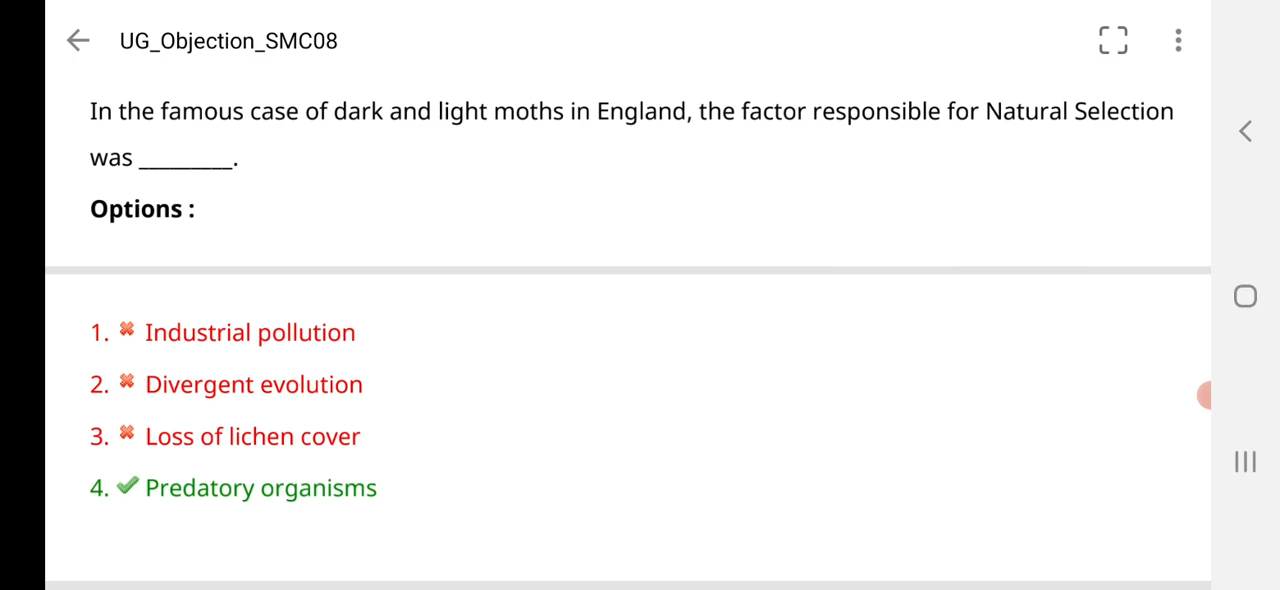 UG_Objection_SMC08
In the famous case of dark and light moths in England, the factor responsible for Natural Selection
was _________.
Options :
1. Industrial pollution
2. Divergent evolution
3. Loss of lichen cover
4. Predatory organisms